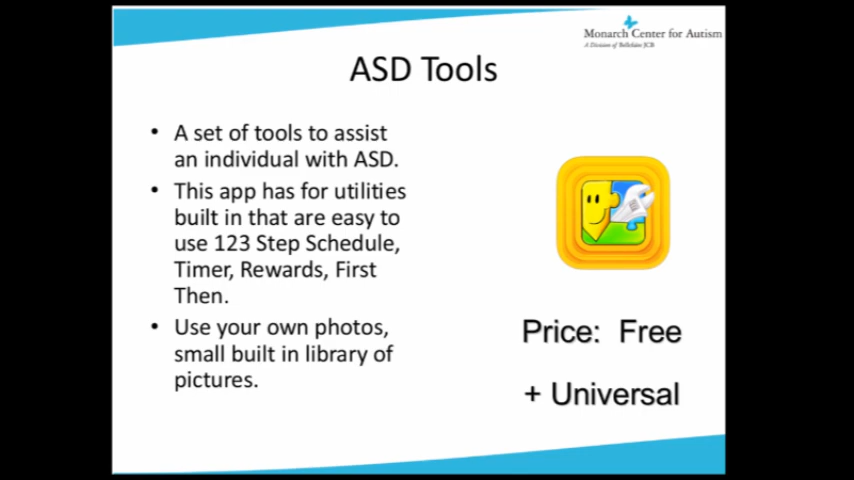 Monarch Center for Autism
A Division of Bellefaire JCB
ASD Tools
• A set of tools to assist
an individual with ASD.
• This app has for utilities
built in that are easy to
use 123 Step Schedule,
Timer, Rewards, First
Then.
• Use your own photos,
small built in library of
pictures.
Price: Free
+ Universal